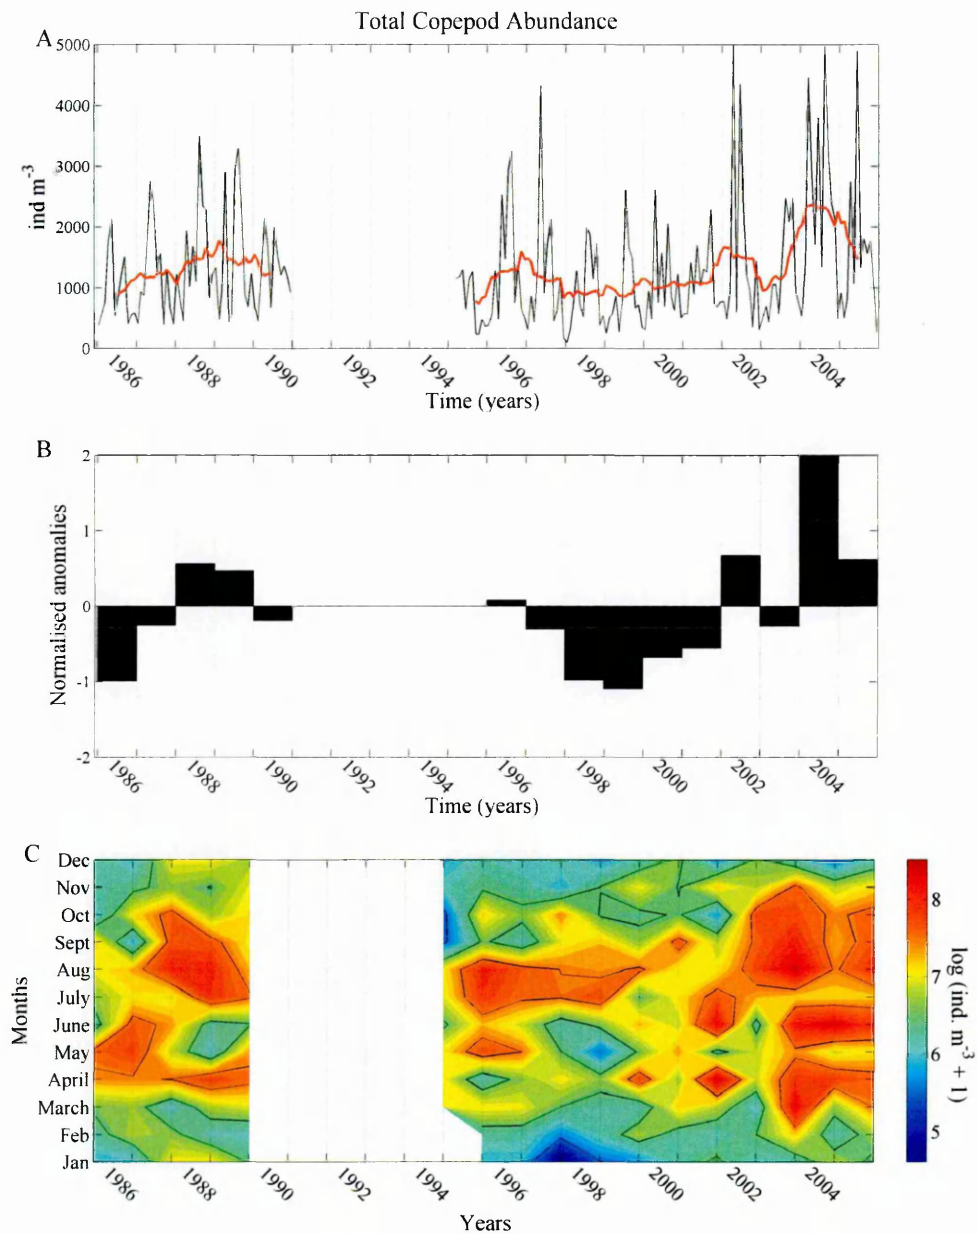 Total Copepod Abundance
A
5000
4000
3000
2000
1000
0
ind m⁻³
1986 1988 1990 1992 1994 1996 1998 2000 2002 2004
Time (years)
B
2
1
0
-1
-2
Normalised anomalies
1986 1988 1990 1992 1994 1996 1998 2000 2002 2004
Time (years)
C
Dec
Nov
Oct
Sept
Aug
July
June
May
April
March
Feb
Jan
Months
1986 1988 1990 1992 1994 1996 1998 2000 2002 2004
Years
8
7
6
5
log (ind. m⁻³ + 1)